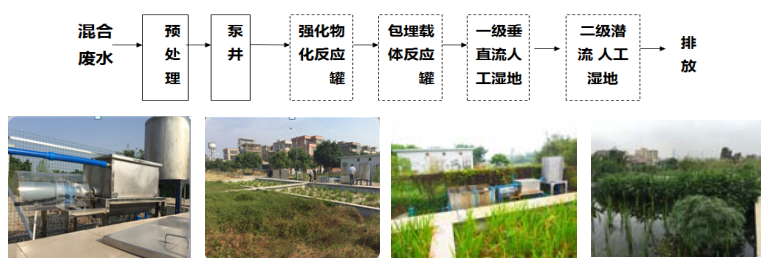 混合
废水
预
处
理
泵
井
强化物
化反应
罐
包埋载
体反应
罐
一级垂
直流人
工湿地
二级潜
流 人工
湿地
排
放